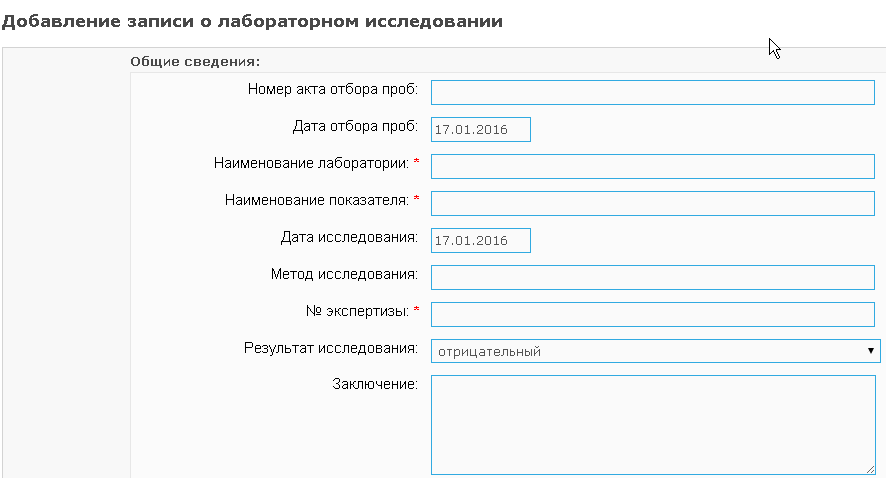 Добавление записи о лабораторном исследовании
Общие сведения:
Номер акта отбора проб:
Дата отбора проб: 17.01.2016
Наименование лаборатории: *
Наименование показателя: *
Дата исследования: 17.01.2016
Метод исследования:
№ экспертизы: *
Результат исследования: отрицательный
Заключение: